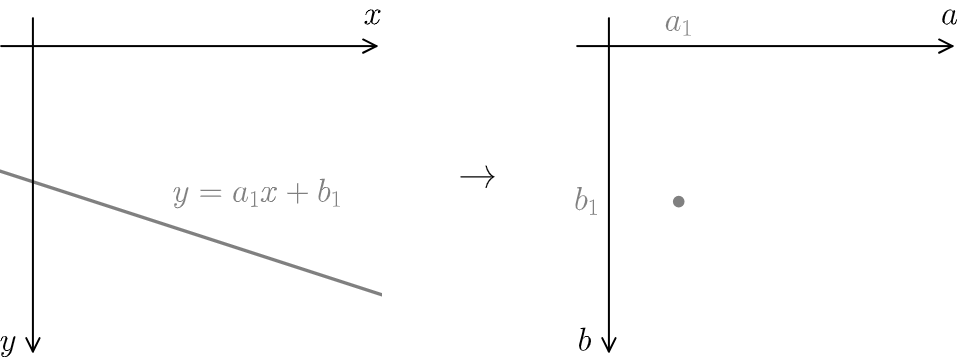 x
y
y = a₁x + b₁
→
a
b
a₁
b₁